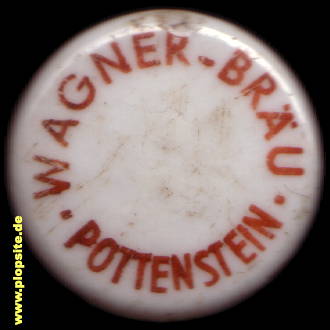 · WAGNER-BRÄU ·
POTTENSTEIN
www.plopsite.de